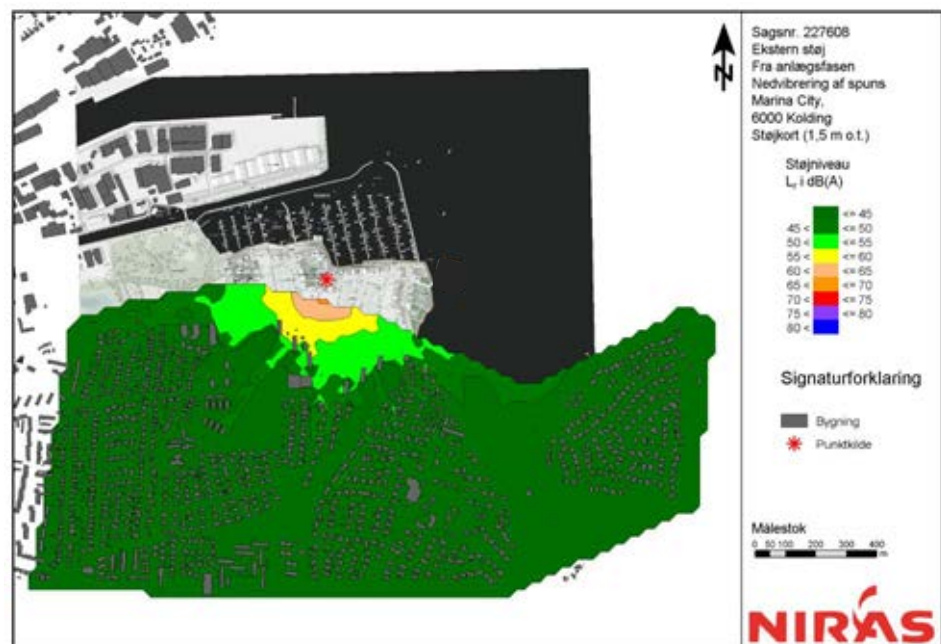 N
Sagsnr. 227608
Ekstern støj
Fra anlægsfasen
Nedvibrering af spuns
Marina City,
6000 Kolding
Støjkort (1,5 m o.t.)
Støjniveau
Lr i dB(A)
<= 45
45 < <= 50
50 < <= 55
55 < <= 60
60 < <= 65
65 < <= 70
70 < <= 75
75 < <= 80
80 <
Signaturforklaring
Bygning
Punktkilde
Målestok
0 50 100 200 300 400
m
NIRAS